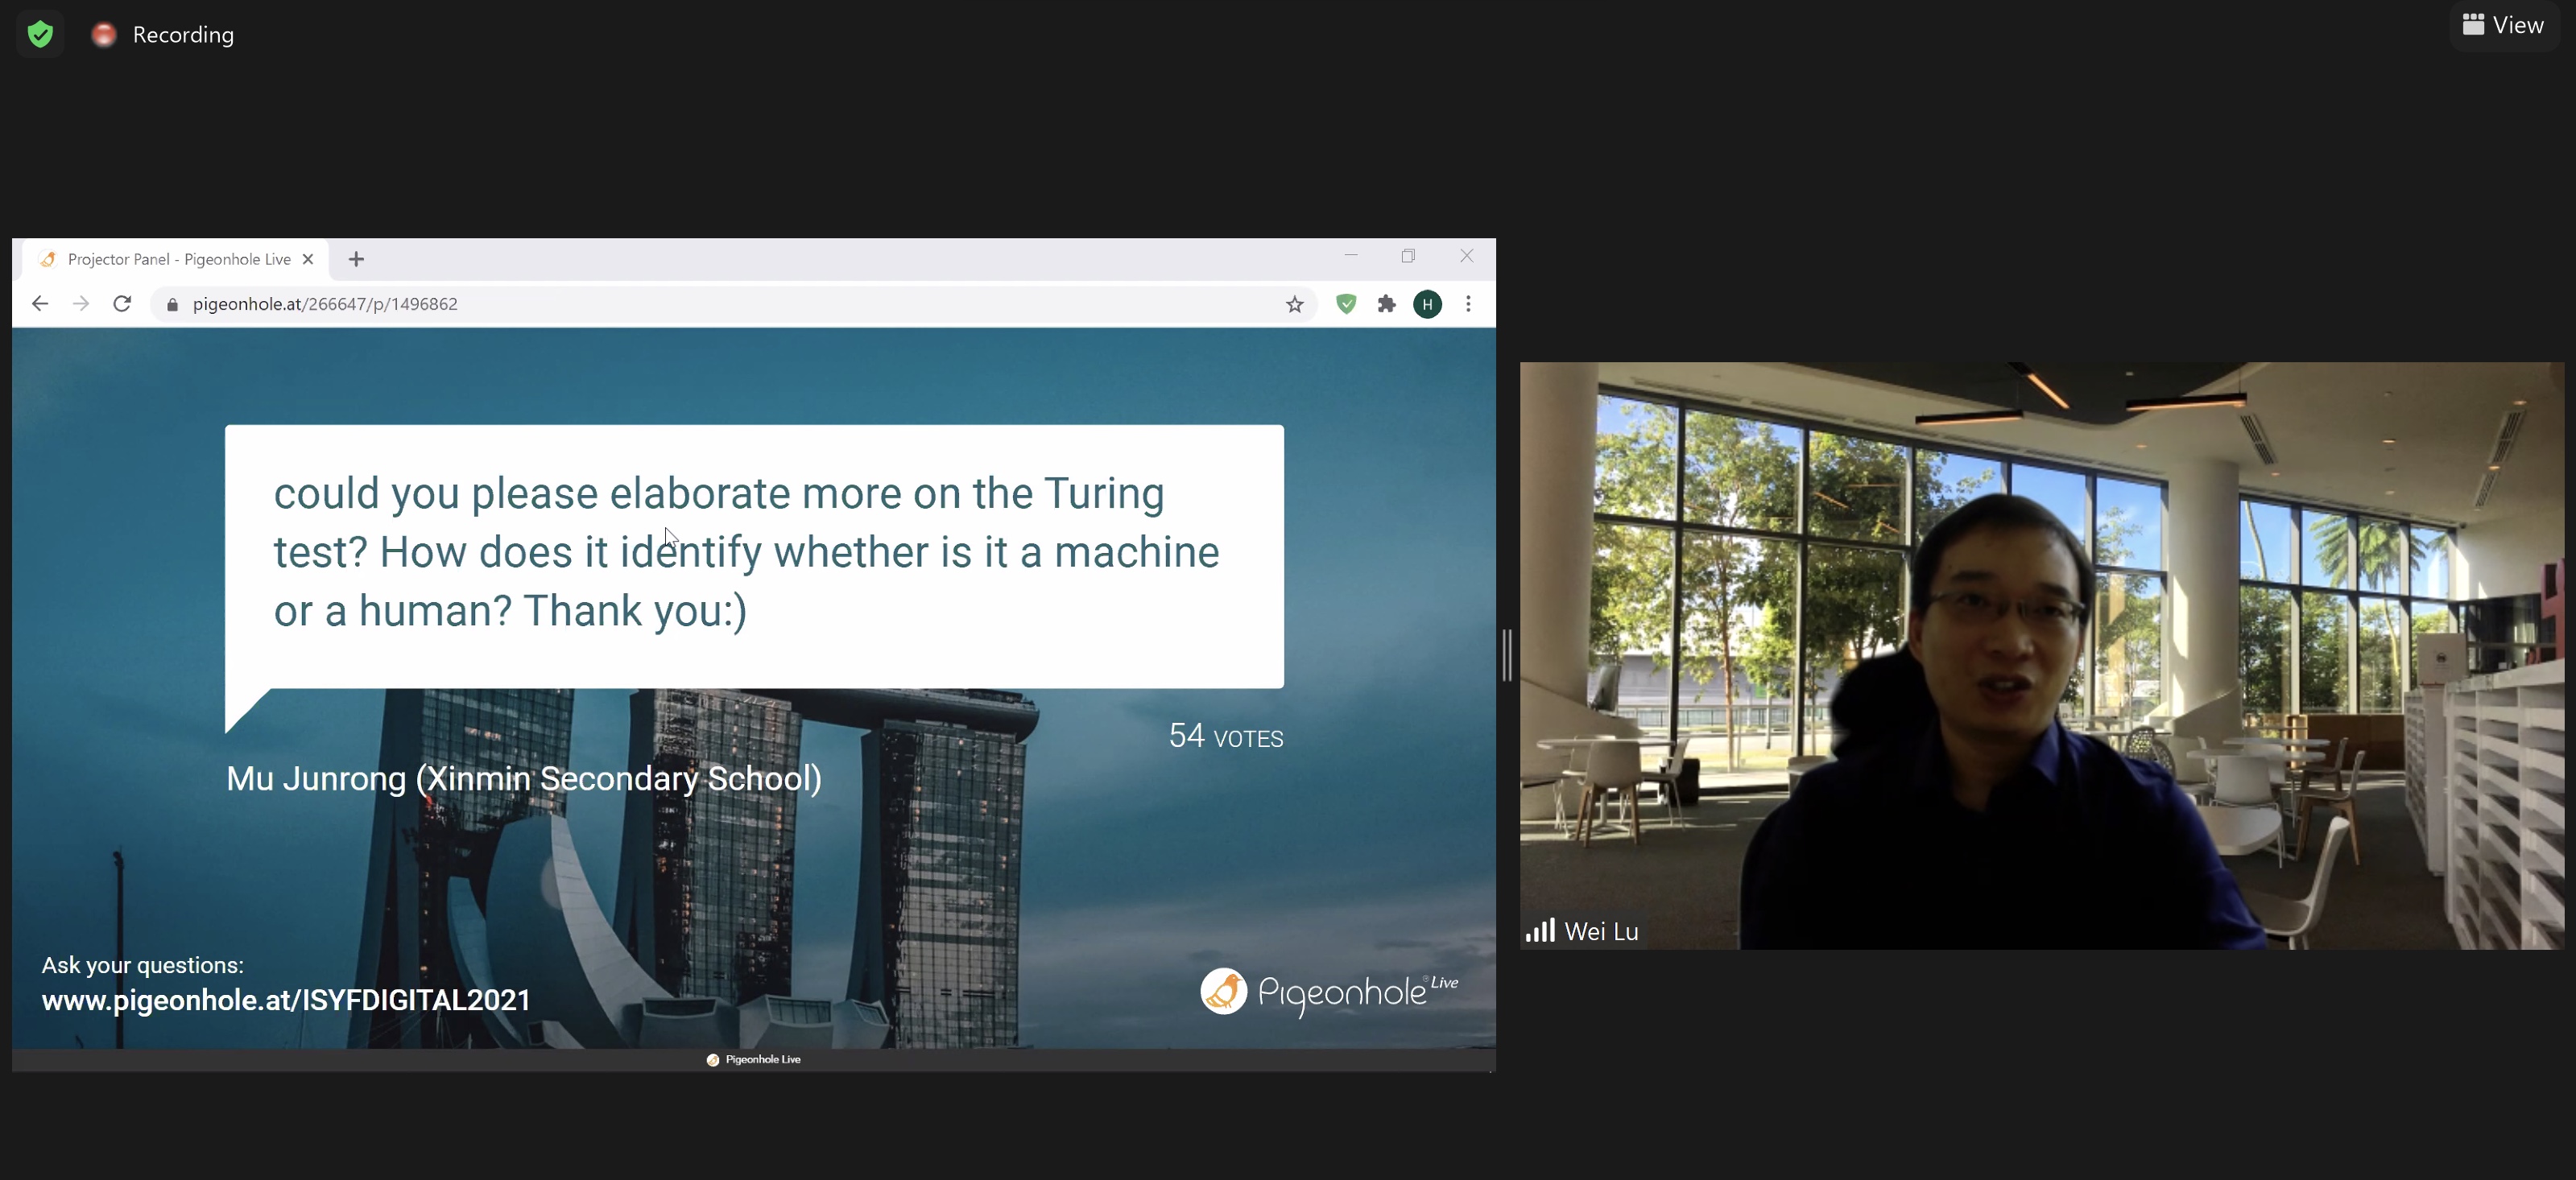 Recording
View
Projector Panel - Pigeonhole Live
pigeonhole.at/266647/p/1496862
H
could you please elaborate more on the Turing
test? How does it identify whether is it a machine
or a human? Thank you:)
54 VOTES
Mu Junrong (Xinmin Secondary School)
Ask your questions:
www.pigeonhole.at/ISYFDIGITAL2021
Pigeonhole Live
Pigeonhole Live
Wei Lu